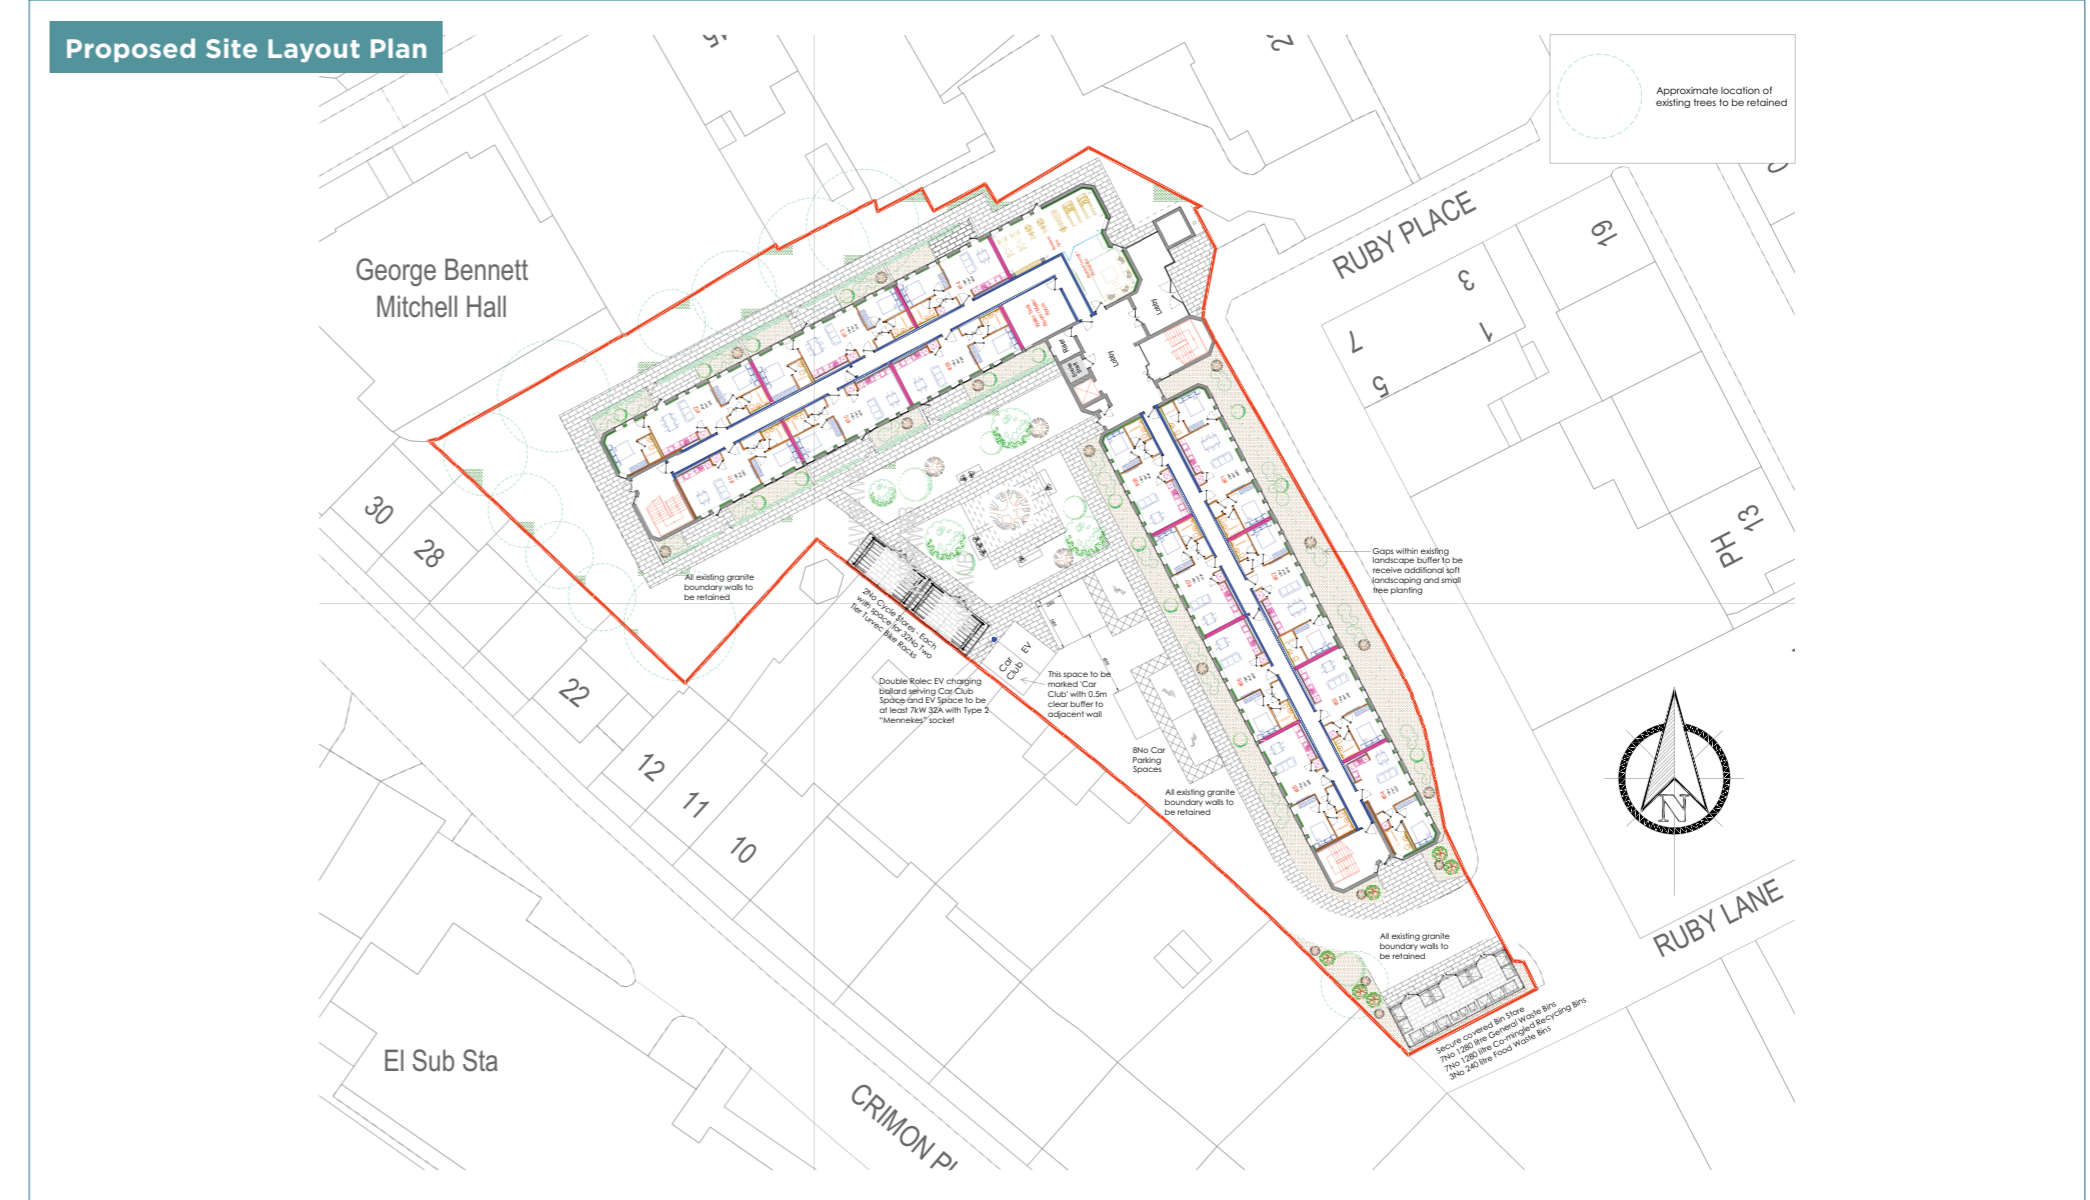 Proposed Site Layout Plan
Approximate location of
existing trees to be retained
George Bennett
Mitchell Hall
RUBY PLACE
19
3
1
7
5
PH
13
30
28
22
12
11
10
Lobby
Lobby
Riser
All existing granite
boundary walls to
be retained
2No Cycle Stores - Each
with space for 32No Two
Tier Turvec Bike Racks
Car
Club
EV
Double Rolec EV charging
bollard serving Car Club
Space and EV Space to be
at least 7kW 32A with Type 2
"Mennekes" socket
This space to be
marked 'Car
Club' with 0.5m
clear buffer to
adjacent wall
8No Car
Parking
Spaces
All existing granite
boundary walls to
be retained
Gaps within existing
landscape buffer to be
receive additional soft
landscaping and small
tree planting
N
RUBY LANE
All existing granite
boundary walls to
be retained
Secure covered Bin Store
7No 1280 litre General Waste Bins
7No 1280 litre Co-mingled Recycling Bins
3No 240 litre Food Waste Bins
El Sub Sta
CRIMON PL